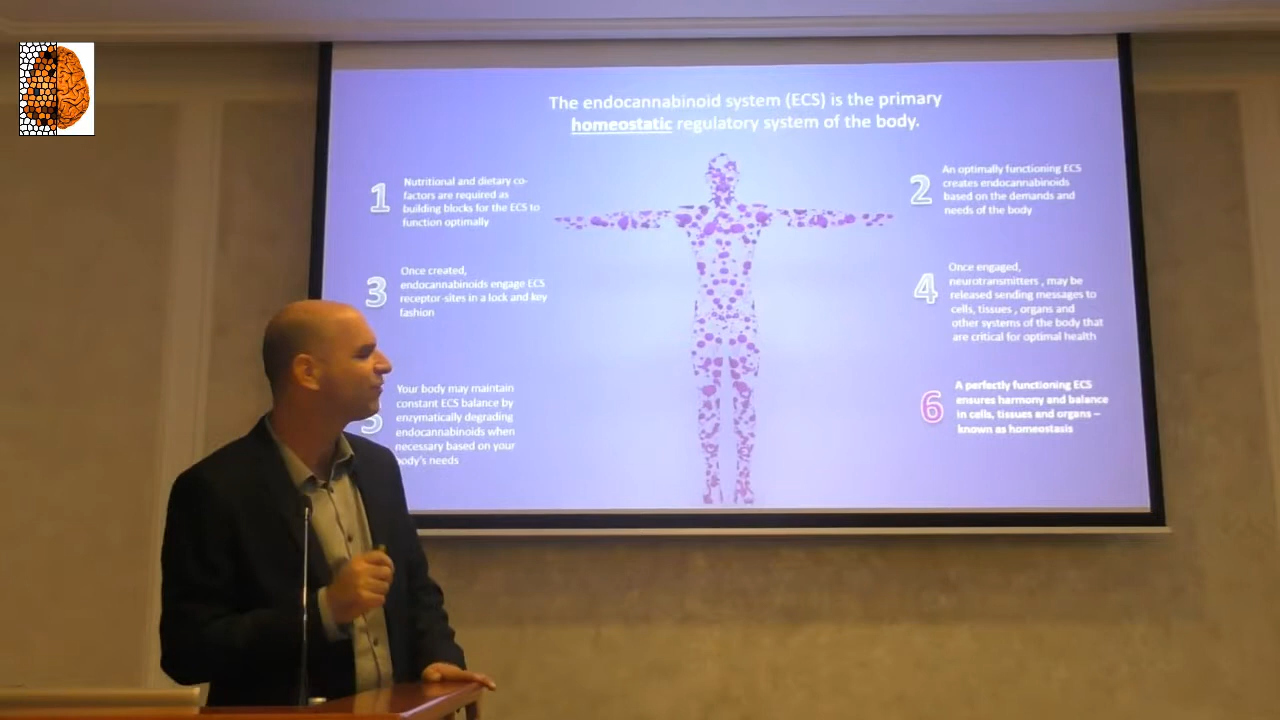 The endocannabinoid system (ECS) is the primary
homeostatic regulatory system of the body.
1
Nutritional and dietary co-
factors are required as
building blocks for the ECS to
function optimally
2
An optimally functioning ECS
creates endocannabinoids
based on the demands and
needs of the body
3
Once created,
endocannabinoids engage ECS
receptor-sites in a lock and key
fashion
4
Once engaged,
neurotransmitters , may be
released sending messages to
cells, tissues , organs and
other systems of the body that
are critical for optimal health
5
Your body may maintain
constant ECS balance by
enzymatically degrading
endocannabinoids when
necessary based on your
body's needs
6
A perfectly functioning ECS
ensures harmony and balance
in cells, tissues and organs –
known as homeostasis